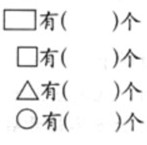 ▭有(  )个
□有(  )个
△有(  )个
○有(  )个